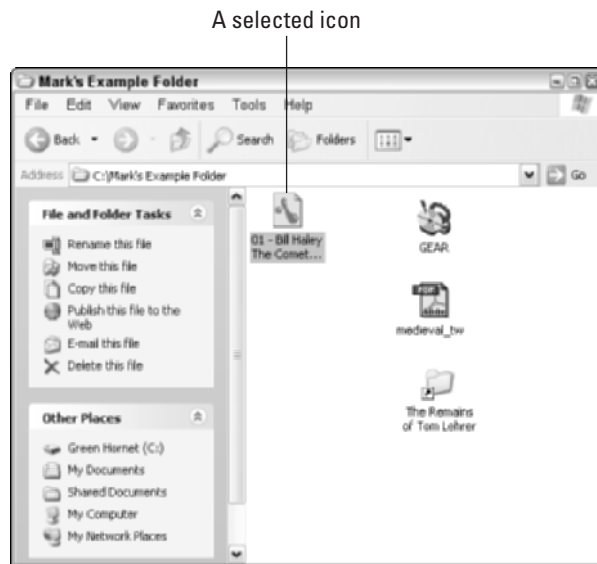 A selected icon
Mark's Example Folder
File Edit View Favorites Tools Help
Back Search Folders
Address C:\Mark's Example Folder Go
File and Folder Tasks
Rename this file
Move this file
Copy this file
Publish this file to the
Web
E-mail this file
Delete this file
Other Places
Green Hornet (C:)
My Documents
Shared Documents
My Computer
My Network Places
01 - Bill Haley
The Comet...
GEAR
PDF
Adobe
medieval_tw
The Remains
of Tom Lehrer